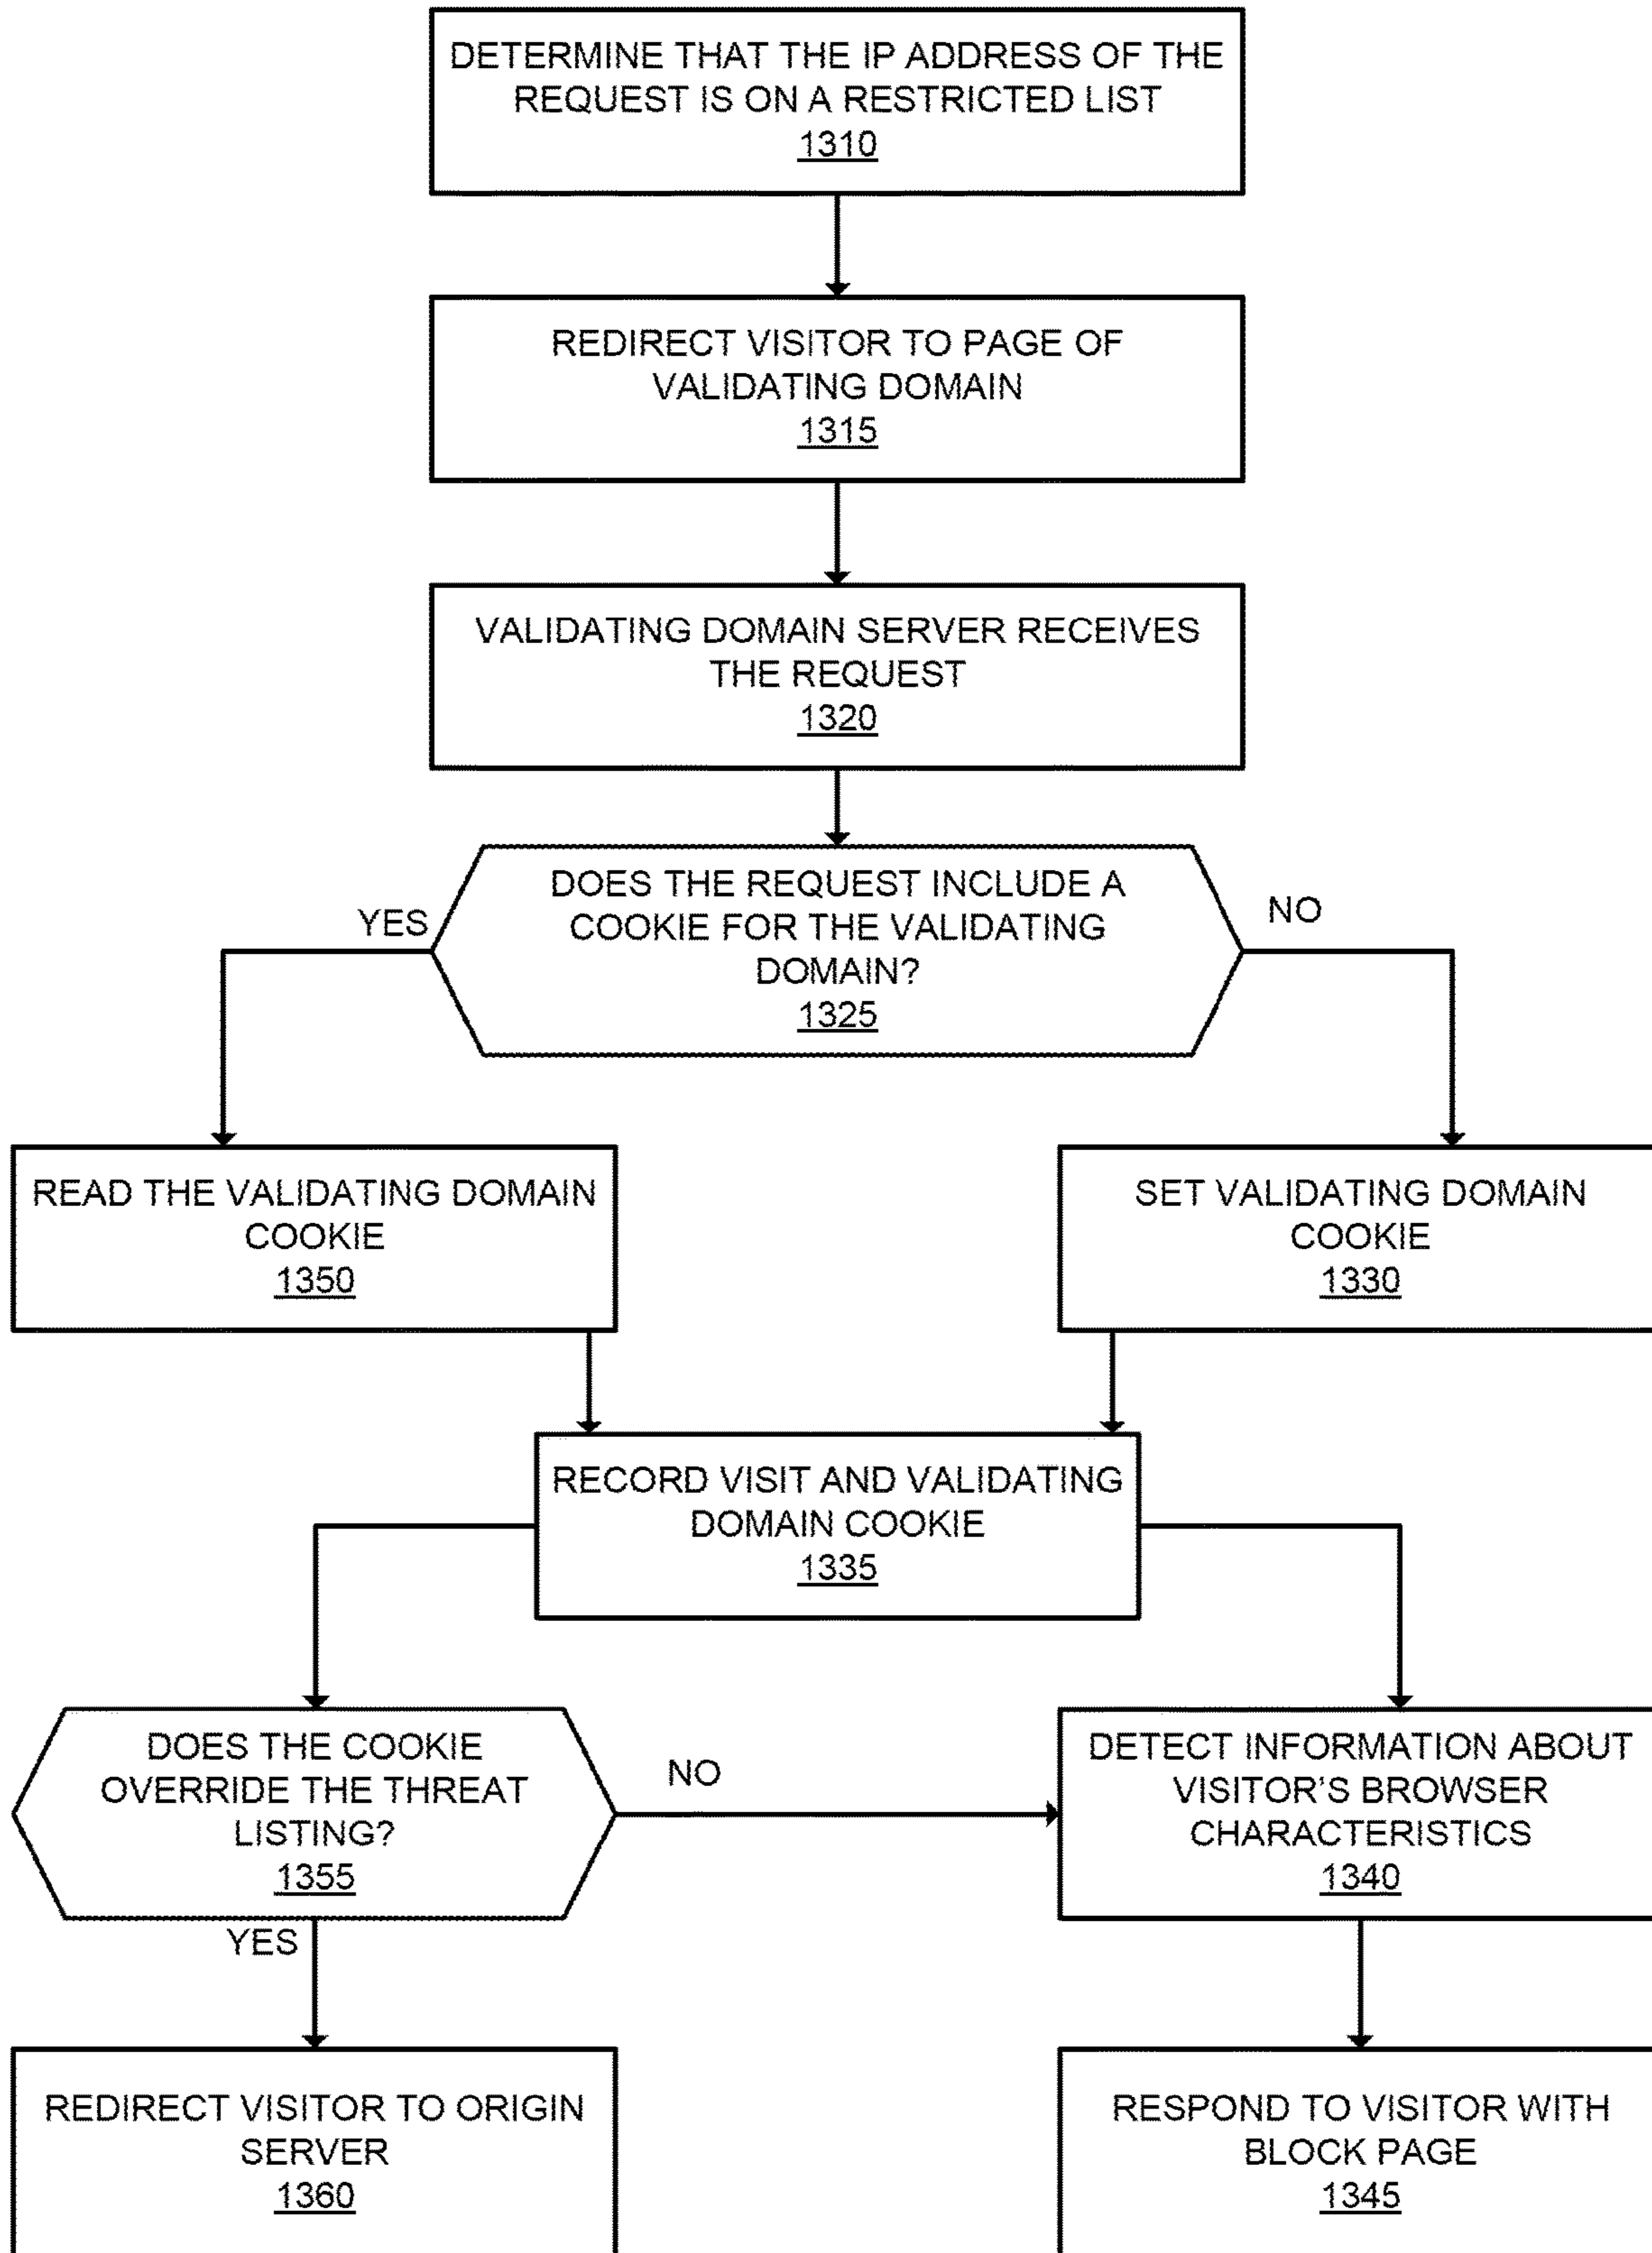 DETERMINE THAT THE IP ADDRESS OF THE
REQUEST IS ON A RESTRICTED LIST
1310
REDIRECT VISITOR TO PAGE OF
VALIDATING DOMAIN
1315
VALIDATING DOMAIN SERVER RECEIVES
THE REQUEST
1320
DOES THE REQUEST INCLUDE A
COOKIE FOR THE VALIDATING
DOMAIN?
1325
YES
NO
READ THE VALIDATING DOMAIN
COOKIE
1350
SET VALIDATING DOMAIN
COOKIE
1330
RECORD VISIT AND VALIDATING
DOMAIN COOKIE
1335
DOES THE COOKIE
OVERRIDE THE THREAT
LISTING?
1355
NO
YES
DETECT INFORMATION ABOUT
VISITOR'S BROWSER
CHARACTERISTICS
1340
REDIRECT VISITOR TO ORIGIN
SERVER
1360
RESPOND TO VISITOR WITH
BLOCK PAGE
1345